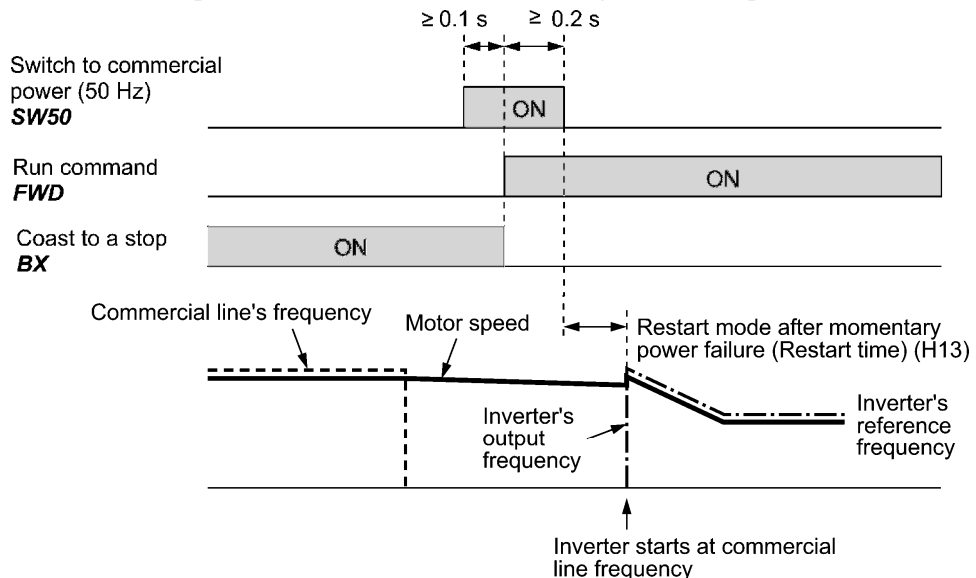 ≥ 0.1 s
≥ 0.2 s
Switch to commercial
power (50 Hz)
SW50
ON
Run command
FWD
ON
Coast to a stop
BX
ON
Commercial line's frequency
Motor speed
Restart mode after momentary
power failure (Restart time) (H13)
Inverter's
output
frequency
Inverter's
reference
frequency
Inverter starts at commercial
line frequency